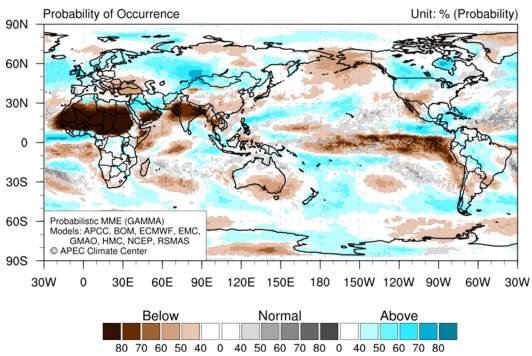 Probability of Occurrence Unit: % (Probability)
90N
60N
30N
0
30S
60S
90S
Probabilistic MME (GAMMA)
Models: APCC, BOM, ECMWF, EMC,
GMAO, HMC, NCEP, RSMAS
© APEC Climate Center
30W 0 30E 60E 90E 120E 150E 180 150W 120W 90W 60W 30W
Below Normal Above
80 70 60 50 40 0 0 40 50 60 70 80 0 40 50 60 70 80